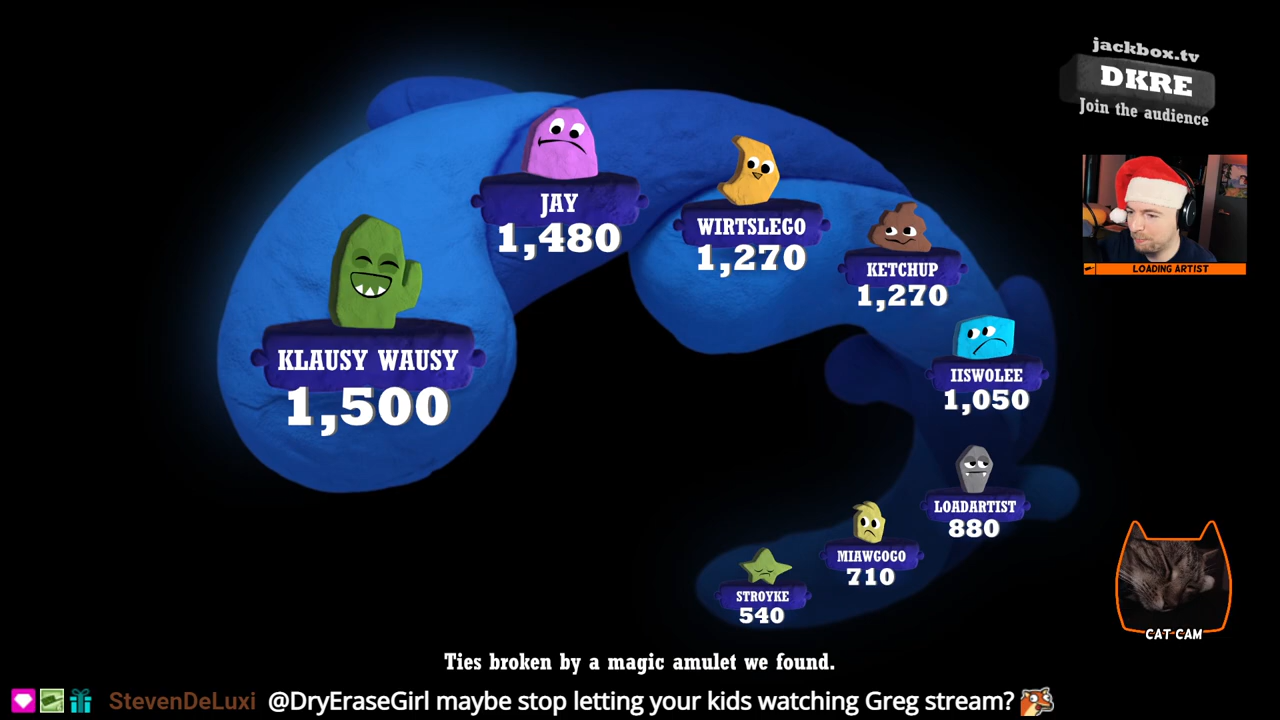 jackbox.tv
DKRE
Join the audience
LOADING ARTIST
JAY
1,480
WIRTSLEGO
1,270
KETCHUP
1,270
KLAUSY WAUSY
1,500
IISWOLEE
1,050
LOADARTIST
880
MIAWGOGO
710
STROYKE
540
CAT CAM
Ties broken by a magic amulet we found.
StevenDeLuxi @DryEraseGirl maybe stop letting your kids watching Greg stream?